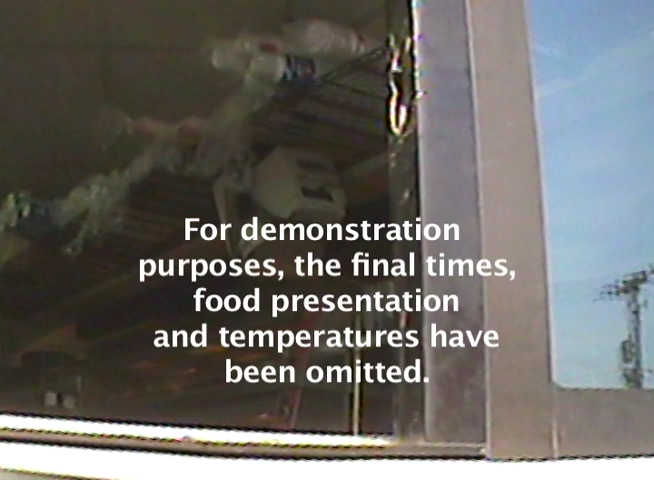 For demonstration
purposes, the final times,
food presentation
and temperatures have
been omitted.